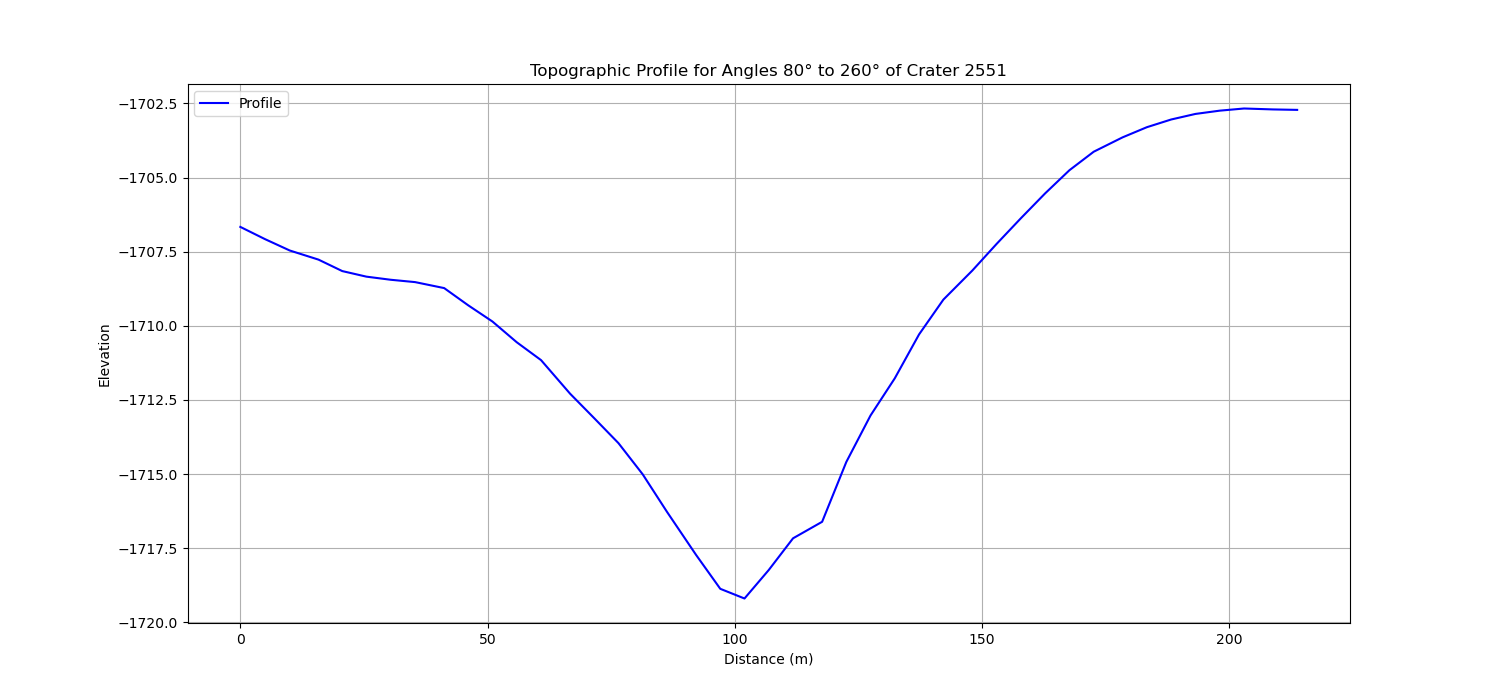 Topographic Profile for Angles 80° to 260° of Crater 2551
Profile
−1702.5
−1705.0
−1707.5
−1710.0
−1712.5
−1715.0
−1717.5
−1720.0
Elevation
0 50 100 150 200
Distance (m)